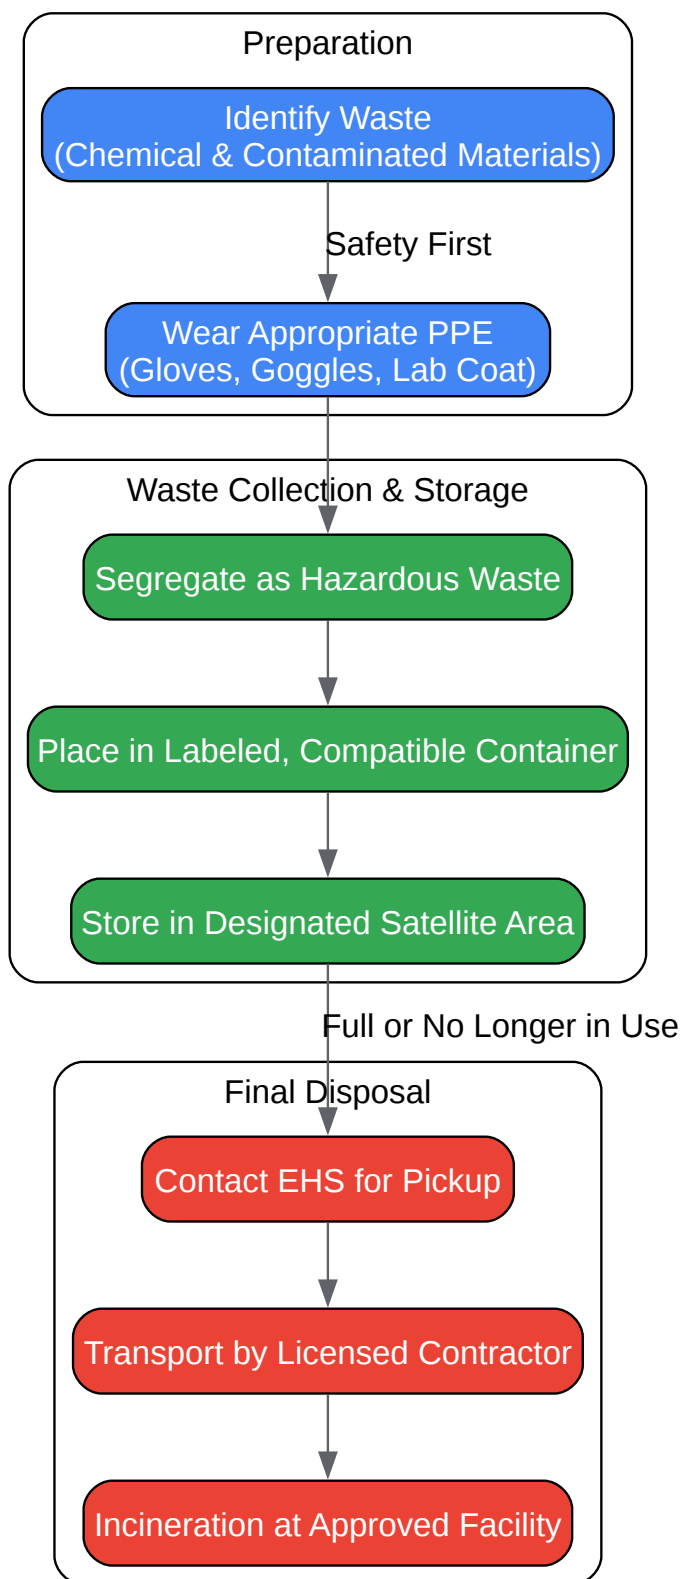 Preparation
Identify Waste
(Chemical & Contaminated Materials)
Safety First
Wear Appropriate PPE
(Gloves, Goggles, Lab Coat)
Waste Collection & Storage
Segregate as Hazardous Waste
Place in Labeled, Compatible Container
Store in Designated Satellite Area
Full or No Longer in Use
Final Disposal
Contact EHS for Pickup
Transport by Licensed Contractor
Incineration at Approved Facility